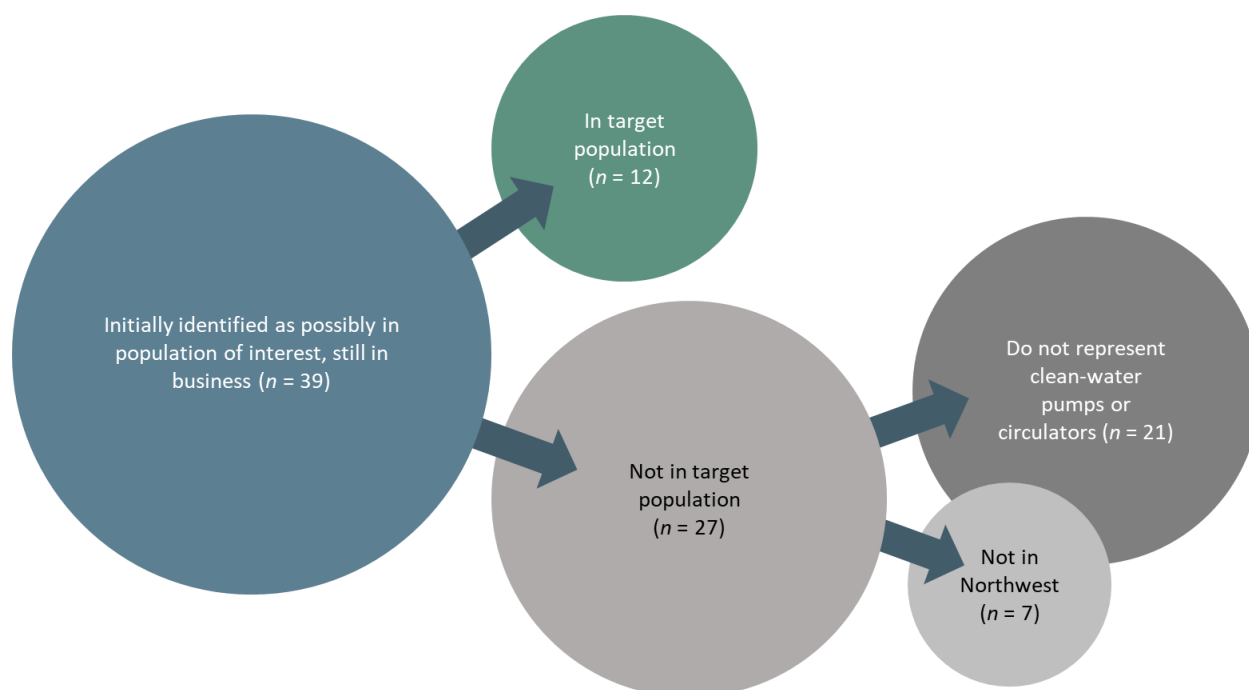 In target
population
(n = 12)
Initially identified as possibly in
population of interest, still in
business (n = 39)
Not in target
population
(n = 27)
Do not represent
clean-water
pumps or
circulators (n = 21)
Not in
Northwest
(n = 7)